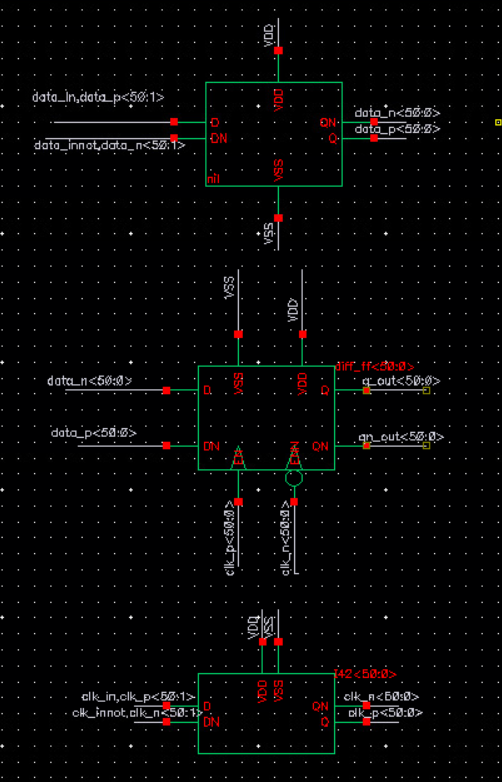 VDD
data_in,data_p<50:1>
VDD
data_n<50:0>
D QN
data_p<50:0>
DN Q
data_innot,data_n<50:1>
VSS
nil
VSS
VSS
VDD
diff_ff<50:0>
data_n<50:0>
VSS VDD
q_out<50:0>
D Q
data_p<50:0>
qn_out<50:0>
DN QN
clk_p<50:0>
clk_n<50:0>
VDD
VSS
I42<50:0>
VDD VSS
clk_in,clk_p<50:1>
clk_n<50:0>
D QN
clk_innot,clk_n<50:1>
clk_p<50:0>
DN Q